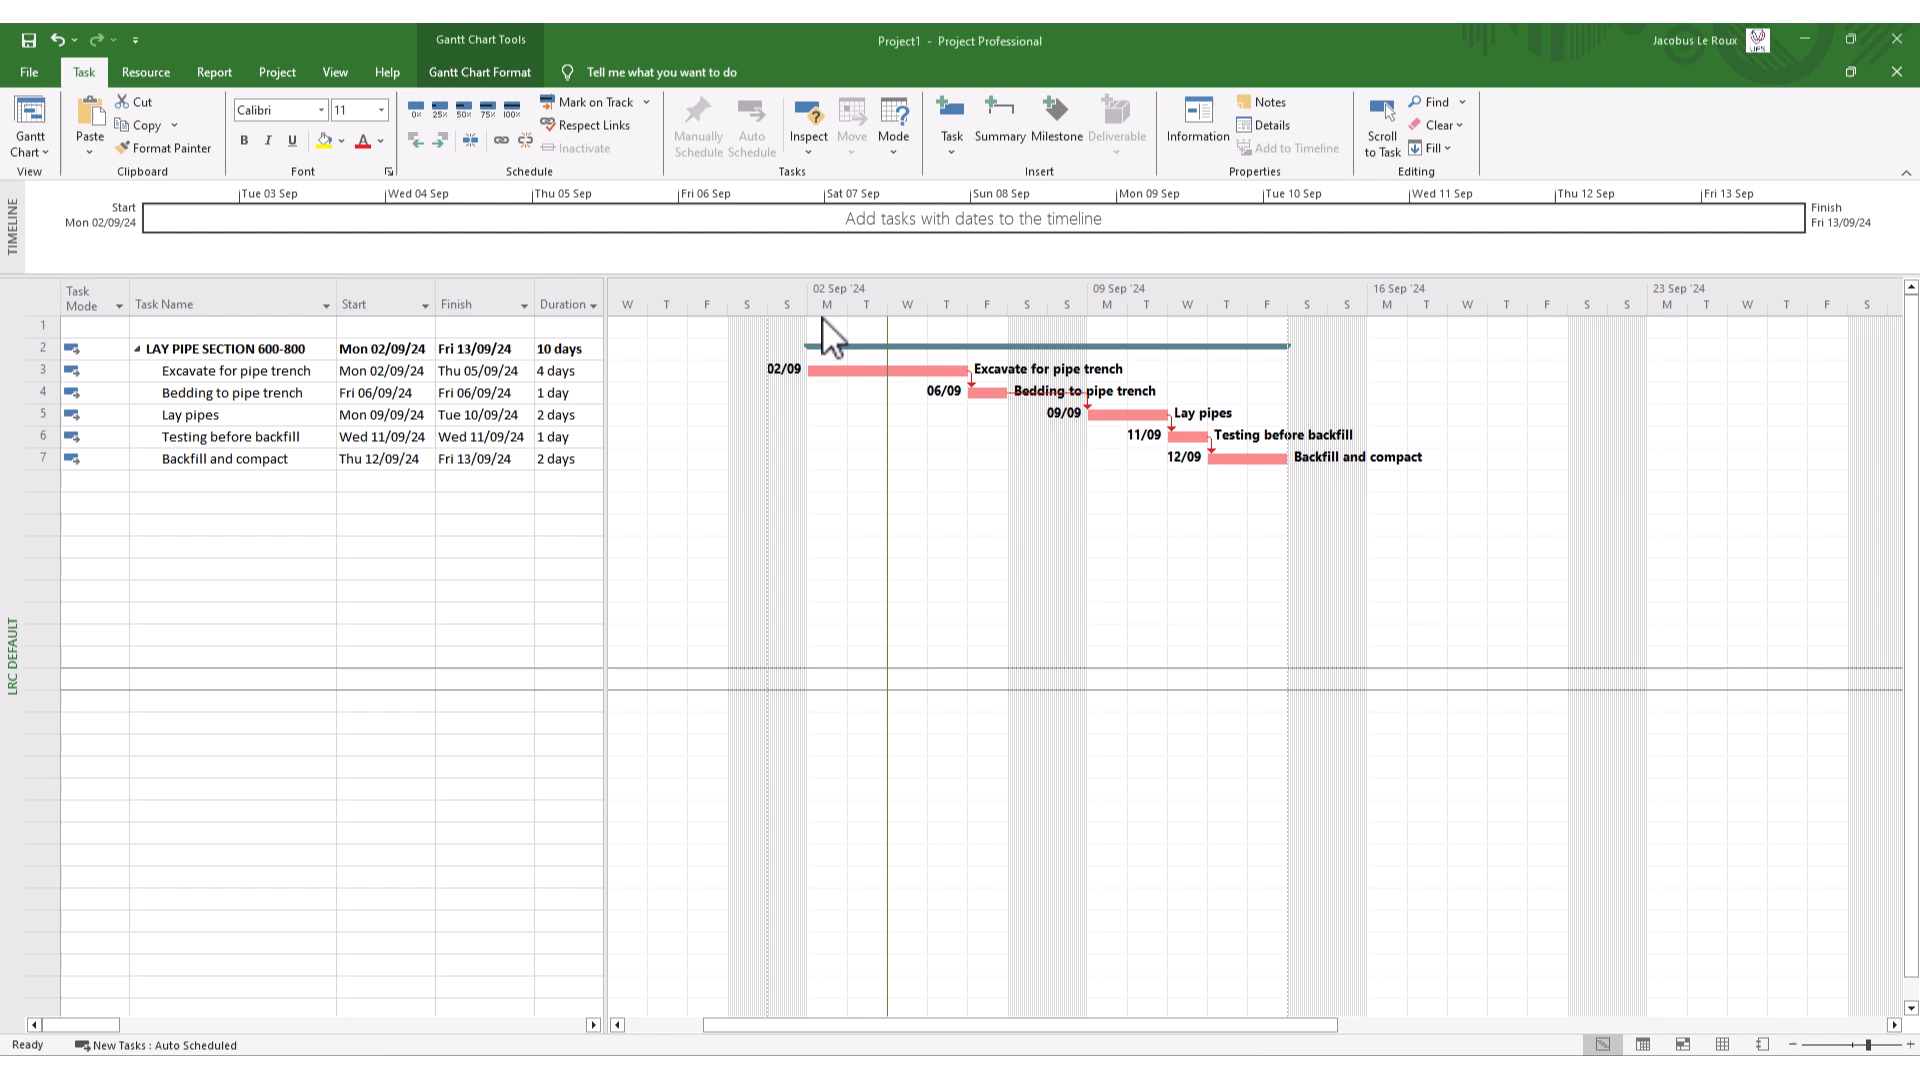 Gantt Chart Tools
Project1 - Project Professional
Jacobus Le Roux
File Task Resource Report Project View Help Gantt Chart Format Tell me what you want to do
Gantt Chart
View
Paste
Cut
Copy
Format Painter
Clipboard
Calibri 11
B I U A
Font
0% 25% 50% 75% 100%
Mark on Track
Respect Links
Inactivate
Schedule
Manually Schedule
Auto Schedule
Inspect
Move
Mode
Tasks
Task
Summary
Milestone
Deliverable
Insert
Information
Notes
Details
Add to Timeline
Properties
Scroll to Task
Find
Clear
Fill
Editing
TIMELINE
Tue 03 Sep Wed 04 Sep Thu 05 Sep Fri 06 Sep Sat 07 Sep Sun 08 Sep Mon 09 Sep Tue 10 Sep Wed 11 Sep Thu 12 Sep Fri 13 Sep
Start
Mon 02/09/24
Add tasks with dates to the timeline
Finish
Fri 13/09/24
Task Mode Task Name Start Finish Duration
02 Sep '24 09 Sep '24 16 Sep '24 23 Sep '24
W T F S S M T W T F S S M T W T F S S M T W T F S S M T W T F S
1
2 LAY PIPE SECTION 600-800 Mon 02/09/24 Fri 13/09/24 10 days
3 Excavate for pipe trench Mon 02/09/24 Thu 05/09/24 4 days
4 Bedding to pipe trench Fri 06/09/24 Fri 06/09/24 1 day
5 Lay pipes Mon 09/09/24 Tue 10/09/24 2 days
6 Testing before backfill Wed 11/09/24 Wed 11/09/24 1 day
7 Backfill and compact Thu 12/09/24 Fri 13/09/24 2 days
02/09 Excavate for pipe trench
06/09 Bedding to pipe trench
09/09 Lay pipes
11/09 Testing before backfill
12/09 Backfill and compact
LRC DEFAULT
Ready New Tasks : Auto Scheduled